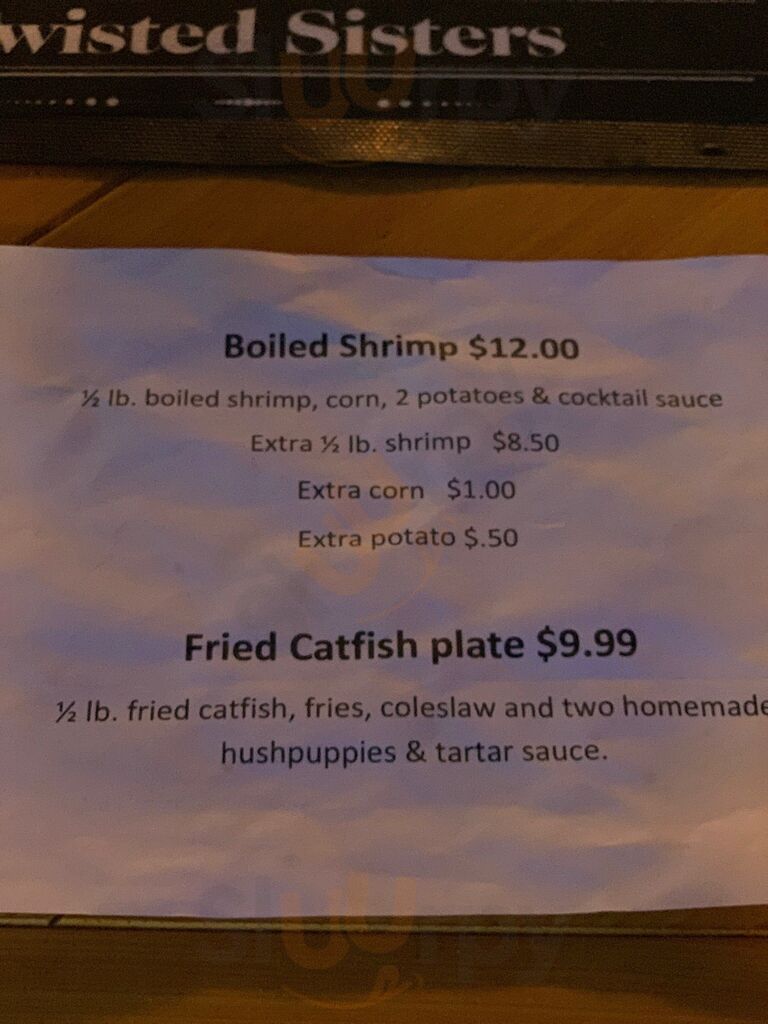 wisted Sisters
Boiled Shrimp $12.00
½ lb. boiled shrimp, corn, 2 potatoes & cocktail sauce
Extra ½ lb. shrimp $8.50
Extra corn $1.00
Extra potato $.50
Fried Catfish plate $9.99
½ lb. fried catfish, fries, coleslaw and two homemade
hushpuppies & tartar sauce.
sluurpy